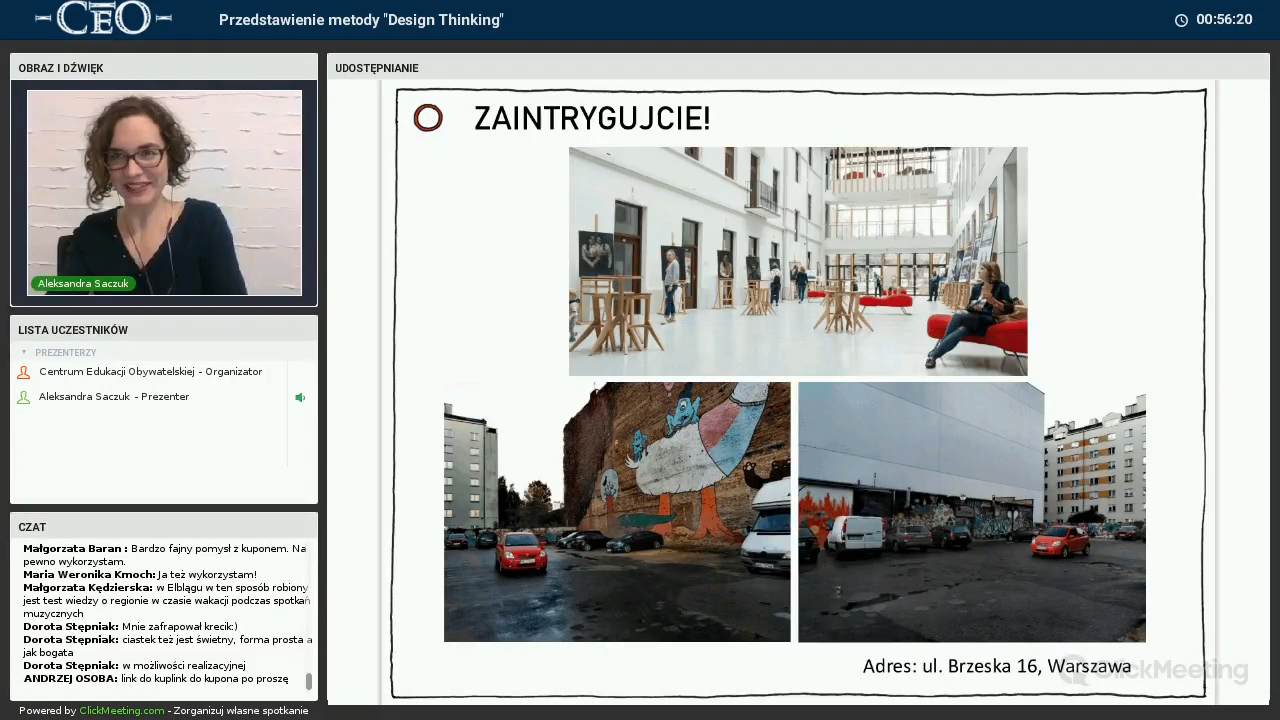 CEO
Przedstawienie metody "Design Thinking"
00:56:20
OBRAZ I DŹWIĘK
Aleksandra Saczuk
LISTA UCZESTNIKÓW
PREZENTERZY
Centrum Edukacji Obywatelskiej - Organizator
Aleksandra Saczuk - Prezenter
CZAT
Małgorzata Baran : Bardzo fajny pomysł z kuponem. Na
pewno wykorzystam.
Maria Weronika Kmoch: Ja też wykorzystam!
Małgorzata Kędzierska: w Elblągu w ten sposób robiony
jest test wiedzy o regionie w czasie wakacji podczas spotkań
muzycznych
Dorota Stępniak: Mnie zafrapował krecik:)
Dorota Stępniak: ciastek też jest świetny, forma prosta a
jak bogata
Dorota Stępniak: w możliwości realizacyjnej
ANDRZEJ OSOBA: link do kuplink do kupona po proszę
Powered by ClickMeeting.com - Zorganizuj własne spotkanie
UDOSTĘPNIANIE
ZAINTRYGUJCIE!
Adres: ul. Brzeska 16, Warszawa
ClickMeeting